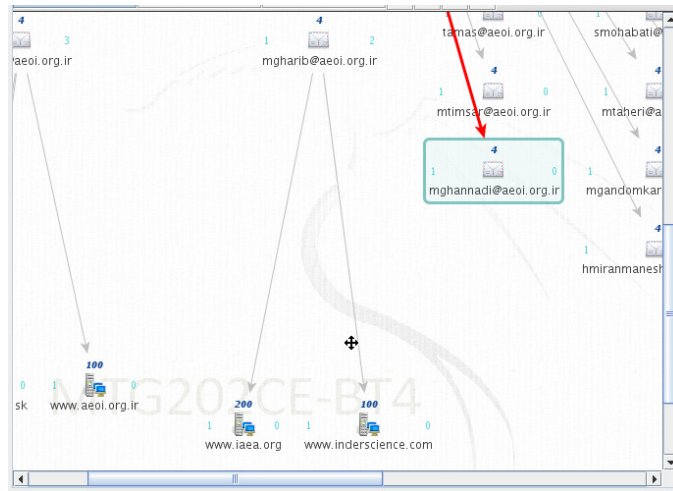 4
3
aeoi.org.ir
4
1
2
mgharib@aeoi.org.ir
tamas@aeoi.org.ir
0
smohabati@
4
1
0
mtimsar@aeoi.org.ir
4
1
mtaheri@a
4
1
0
mghannadi@aeoi.org.ir
4
1
mgandomkar
4
1
hmiranmanesh
0
sk
100
1
0
www.aeoi.org.ir
MTG202CE-BT4
200
1
0
www.iaea.org
100
1
0
www.inderscience.com